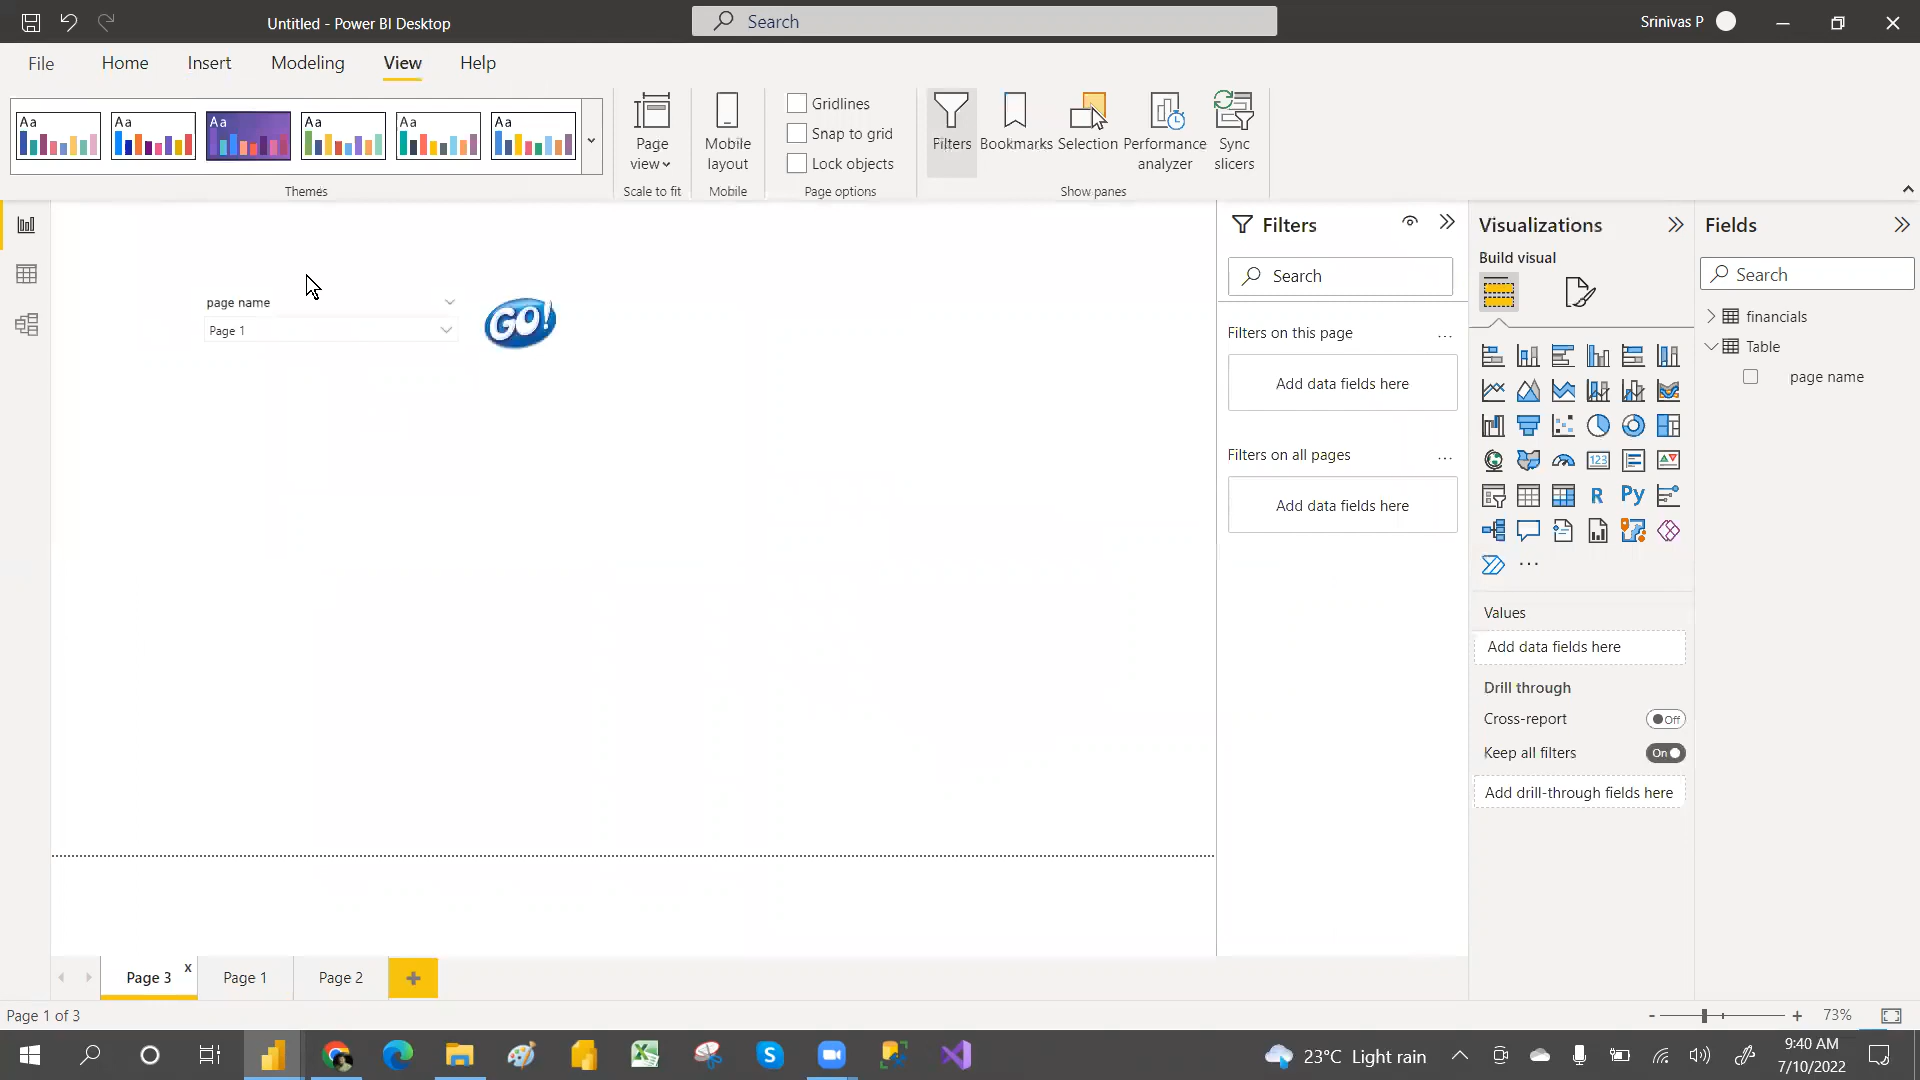 Untitled - Power BI Desktop
Search
Srinivas P
File
Home
Insert
Modeling
View
Help
Aa
Aa
Aa
Aa
Aa
Aa
Themes
Page
view
Scale to fit
Mobile
layout
Mobile
Gridlines
Snap to grid
Lock objects
Page options
Filters
Bookmarks
Selection
Performance
analyzer
Sync
slicers
Show panes
page name
Page 1
GO!
Filters
Search
Filters on this page
...
Add data fields here
Filters on all pages
...
Add data fields here
Visualizations
Build visual
123
R
Py
...
Values
Add data fields here
Drill through
Cross-report
Off
Keep all filters
On
Add drill-through fields here
Fields
Search
financials
Table
page name
Page 3
x
Page 1
Page 2
+
Page 1 of 3
-
+
73%
23°C Light rain
9:40 AM
7/10/2022